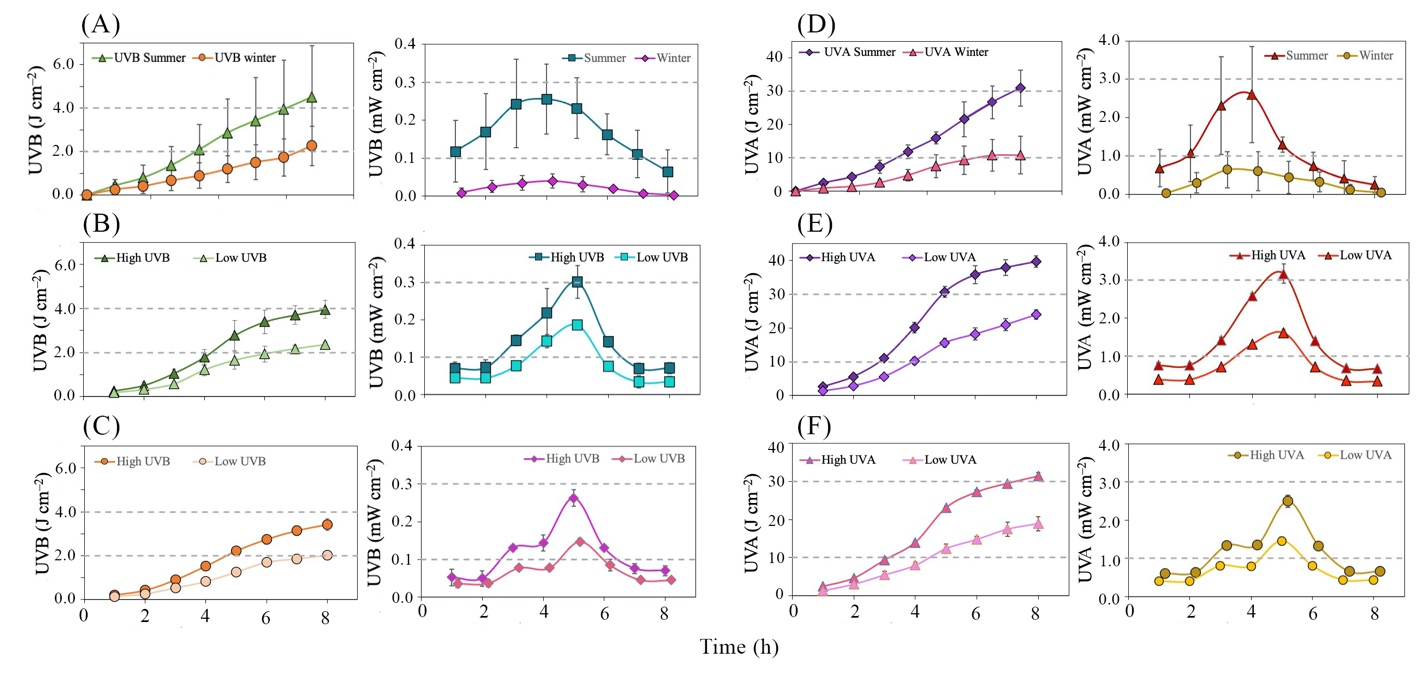 (A)
UVB (J cm⁻²)
6.0
4.0
2.0
0.0
UVB Summer UVB winter
UVB (mW cm⁻²)
0.4
0.3
0.2
0.1
0.0
Summer Winter
(D)
UVA (J cm⁻²)
40
30
20
10
0
UVA Summer UVA Winter
UVA (mW cm⁻²)
4.0
3.0
2.0
1.0
0.0
Summer Winter
(B)
UVB (J cm⁻²)
6.0
4.0
2.0
0.0
High UVB Low UVB
UVB (mW cm⁻²)
0.4
0.3
0.2
0.1
0.0
High UVB Low UVB
(E)
UVA (J cm⁻²)
40
30
20
10
0
High UVA Low UVA
UVA (mW cm⁻²)
4.0
3.0
2.0
1.0
0.0
High UVA Low UVA
(C)
UVB (J cm⁻²)
6.0
4.0
2.0
0.0
High UVB Low UVB
0 2 4 6 8
UVB (mW cm⁻²)
0.4
0.3
0.2
0.1
0.0
High UVB Low UVB
0 2 4 6 8
(F)
UVA (J cm⁻²)
40
30
20
10
0
High UVA Low UVA
0 2 4 6 8
UVA (mW cm⁻²)
4.0
3.0
2.0
1.0
0.0
High UVA Low UVA
0 2 4 6 8
Time (h)